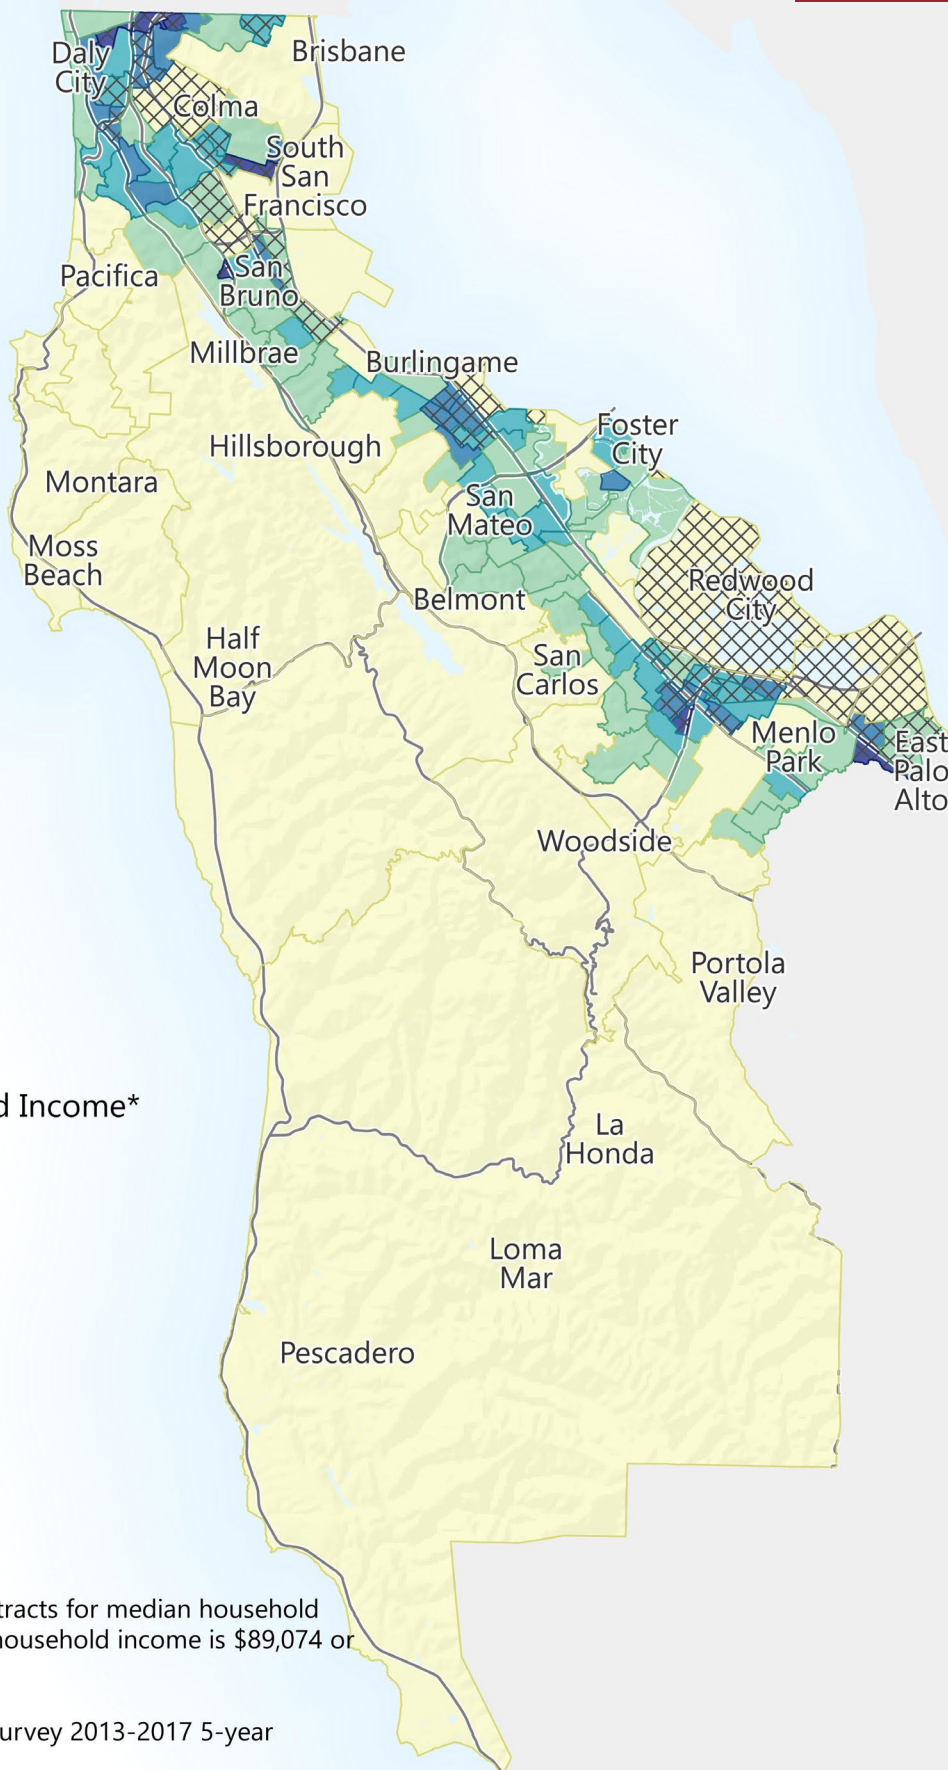 Daly
City
Brisbane
Colma
South
San
Francisco
Pacifica
San
Bruno
Millbrae
Burlingame
Hillsborough
Foster
City
Montara
San
Mateo
Moss
Beach
Redwood
City
Belmont
Half
Moon
Bay
San
Carlos
Menlo
Park
East
Palo
Alto
Woodside
Portola
Valley
d Income*
La
Honda
Loma
Mar
Pescadero
tracts for median household
household income is $89,074 or
urvey 2013-2017 5-year